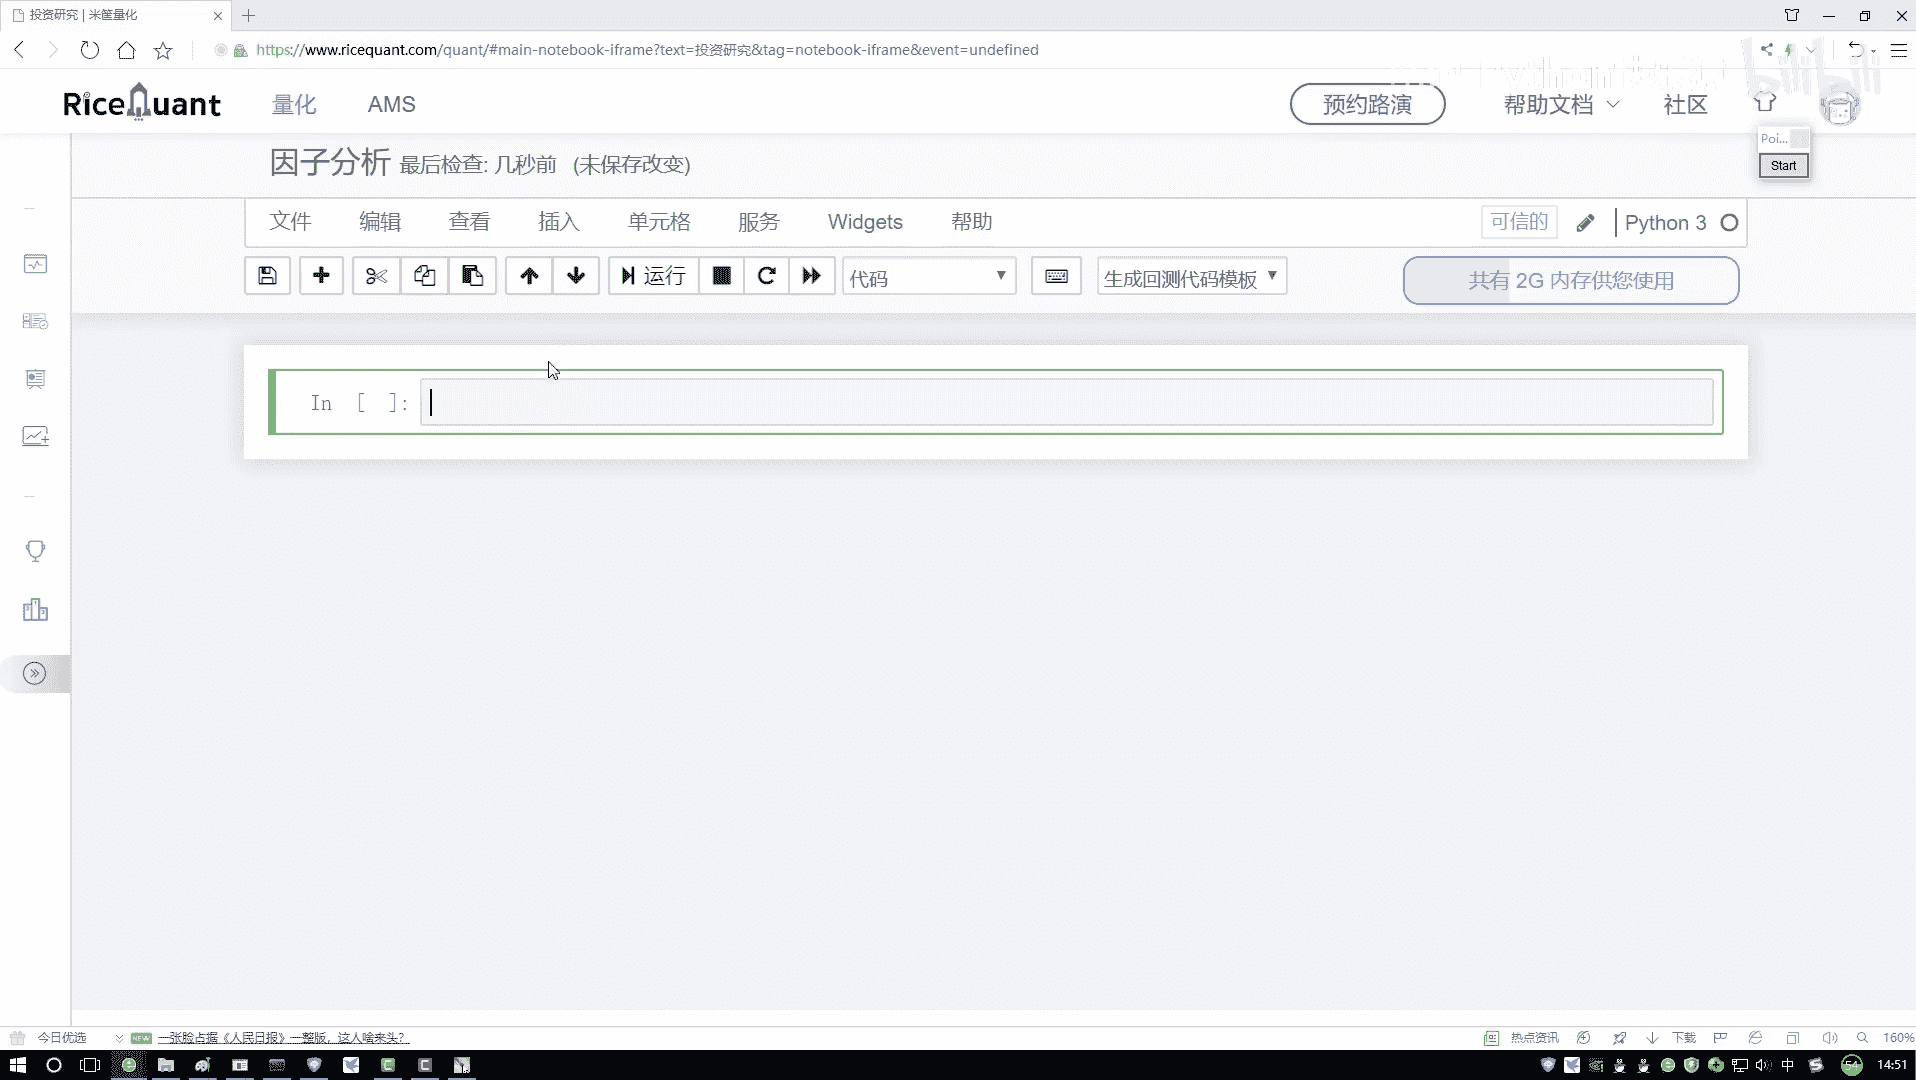 投资研究 | 米筐量化
https://www.ricequant.com/quant/#main-notebook-iframe?text=投资研究&tag=notebook-iframe&event=undefined
RiceQuant 量化 AMS 预约路演 帮助文档 社区
Poi...
Start
因子分析 最后检查: 几秒前 (未保存改变)
文件 编辑 查看 插入 单元格 服务 Widgets 帮助 可信的 Python 3
运行 代码 生成回测代码模板 共有 2G 内存供您使用
In [ ]:
今日优选 NEW 一张脸占据《人民日报》一整版，这人啥来头? 热点资讯 下载 160%
中 54 14:51
bilibili